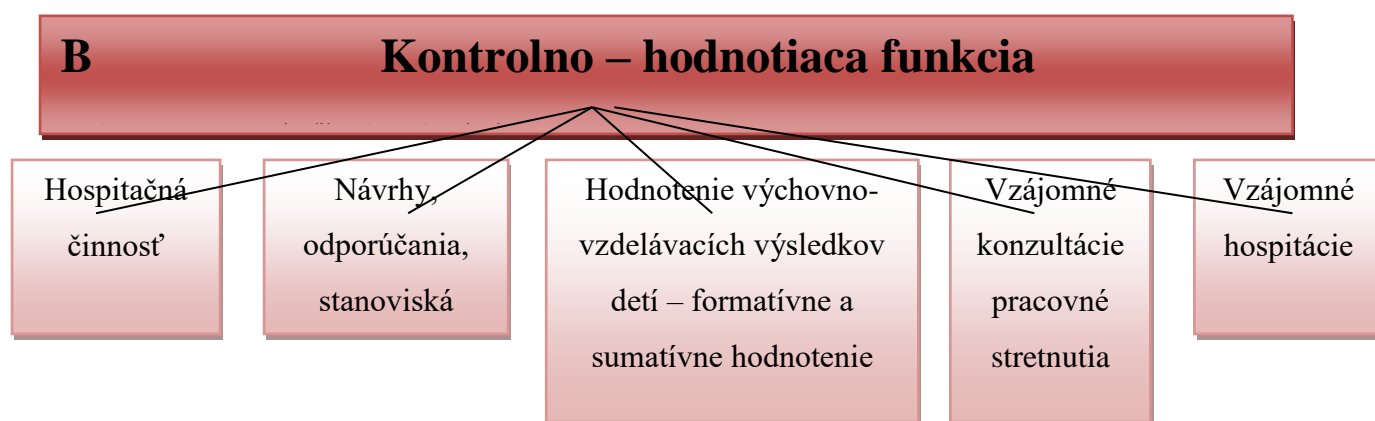 B Kontrolno – hodnotiaca funkcia
Hospitačná
činnosť
Návrhy,
odporúčania,
stanoviská
Hodnotenie výchovno-
vzdelávacích výsledkov
detí – formatívne a
sumatívne hodnotenie
Vzájomné
konzultácie
pracovné
stretnutia
Vzájomné
hospitácie